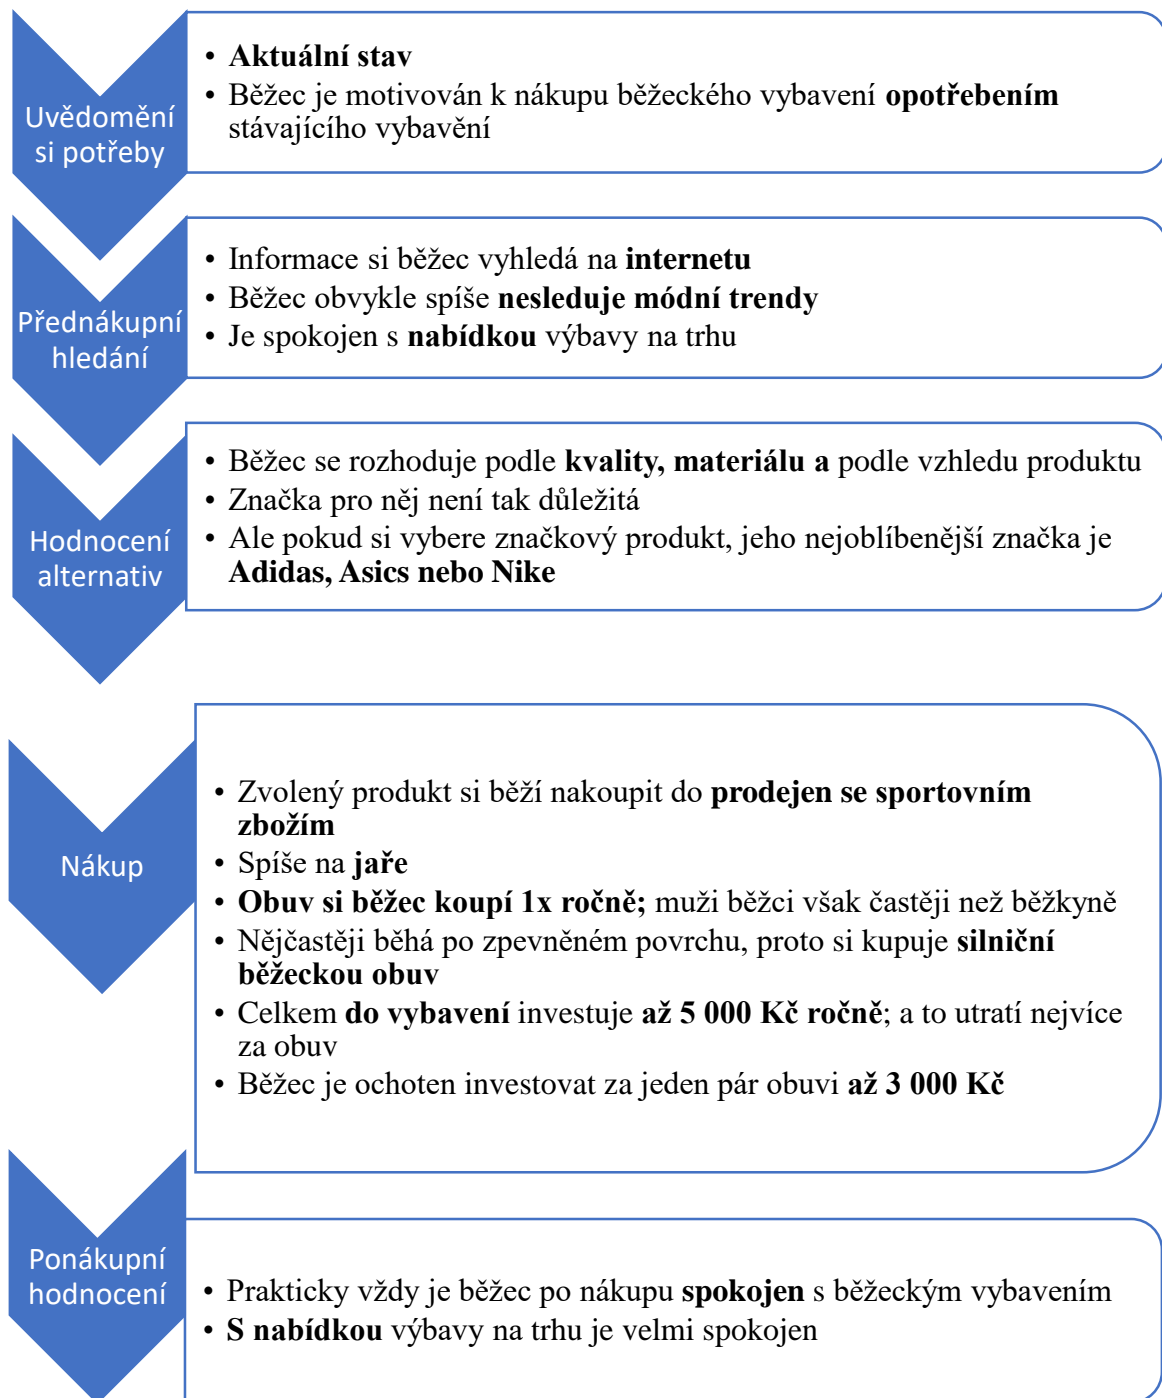 Uvědomění
si potřeby
• Aktuální stav
• Běžec je motivován k nákupu běžeckého vybavení opotřebením
stávajícího vybavění
Přednákupní
hledání
• Informace si běžec vyhledá na internetu
• Běžec obvykle spíše nesleduje módní trendy
• Je spokojen s nabídkou výbavy na trhu
Hodnocení
alternativ
• Běžec se rozhoduje podle kvality, materiálu a podle vzhledu produktu
• Značka pro něj není tak důležitá
• Ale pokud si vybere značkový produkt, jeho nejoblíbenější značka je
Adidas, Asics nebo Nike
Nákup
• Zvolený produkt si běží nakoupit do prodejen se sportovním
zbožím
• Spíše na jaře
• Obuv si běžec koupí 1x ročně; muži běžci však častěji než běžkyně
• Nějčastěji běhá po zpevněném povrchu, proto si kupuje silniční
běžeckou obuv
• Celkem do vybavení investuje až 5 000 Kč ročně; a to utratí nejvíce
za obuv
• Běžec je ochoten investovat za jeden pár obuvi až 3 000 Kč
Ponákupní
hodnocení
• Prakticky vždy je běžec po nákupu spokojen s běžeckým vybavením
• S nabídkou výbavy na trhu je velmi spokojen